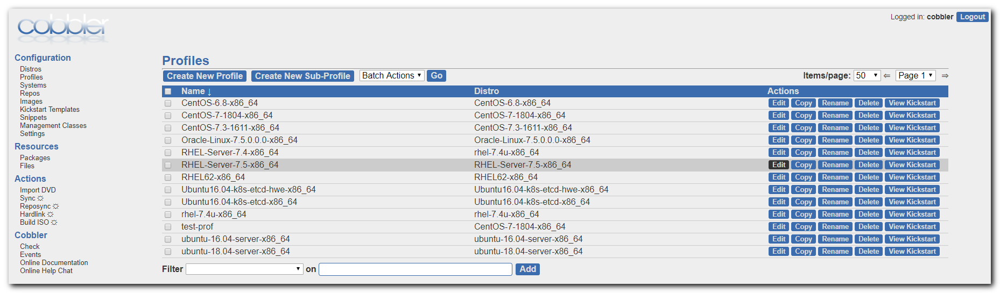 cobbler
Logged in: cobbler Logout
Configuration
Distros
Profiles
Systems
Repos
Images
Kickstart Templates
Snippets
Management Classes
Settings
Resources
Packages
Files
Actions
Import DVD
Sync ☼
Reposync ☼
Hardlink ☼
Build ISO ☼
Cobbler
Check
Events
Online Documentation
Online Help Chat
Profiles
Create New Profile Create New Sub-Profile Batch Actions Go Items/page: 50 ⇐ Page 1 ⇒
Name ↓ Distro Actions
CentOS-6.8-x86_64 CentOS-6.8-x86_64 Edit Copy Rename Delete View Kickstart
CentOS-7-1804-x86_64 CentOS-7-1804-x86_64 Edit Copy Rename Delete View Kickstart
CentOS-7.3-1611-x86_64 CentOS-7.3-1611-x86_64 Edit Copy Rename Delete View Kickstart
Oracle-Linux-7.5.0.0.0-x86_64 Oracle-Linux-7.5.0.0.0-x86_64 Edit Copy Rename Delete View Kickstart
RHEL-Server-7.4-x86_64 rhel-7.4u-x86_64 Edit Copy Rename Delete View Kickstart
RHEL-Server-7.5-x86_64 RHEL-Server-7.5-x86_64 Edit Copy Rename Delete View Kickstart
RHEL62-x86_64 RHEL62-x86_64 Edit Copy Rename Delete View Kickstart
Ubuntu16.04-k8s-etcd-hwe-x86_64 Ubuntu16.04-k8s-etcd-hwe-x86_64 Edit Copy Rename Delete View Kickstart
Ubuntu16.04-k8s-etcd-x86_64 Ubuntu16.04-k8s-etcd-x86_64 Edit Copy Rename Delete View Kickstart
rhel-7.4u-x86_64 rhel-7.4u-x86_64 Edit Copy Rename Delete View Kickstart
test-prof CentOS-7-1804-x86_64 Edit Copy Rename Delete View Kickstart
ubuntu-16.04-server-x86_64 ubuntu-16.04-server-x86_64 Edit Copy Rename Delete View Kickstart
ubuntu-18.04-server-x86_64 ubuntu-18.04-server-x86_64 Edit Copy Rename Delete View Kickstart
Filter on Add